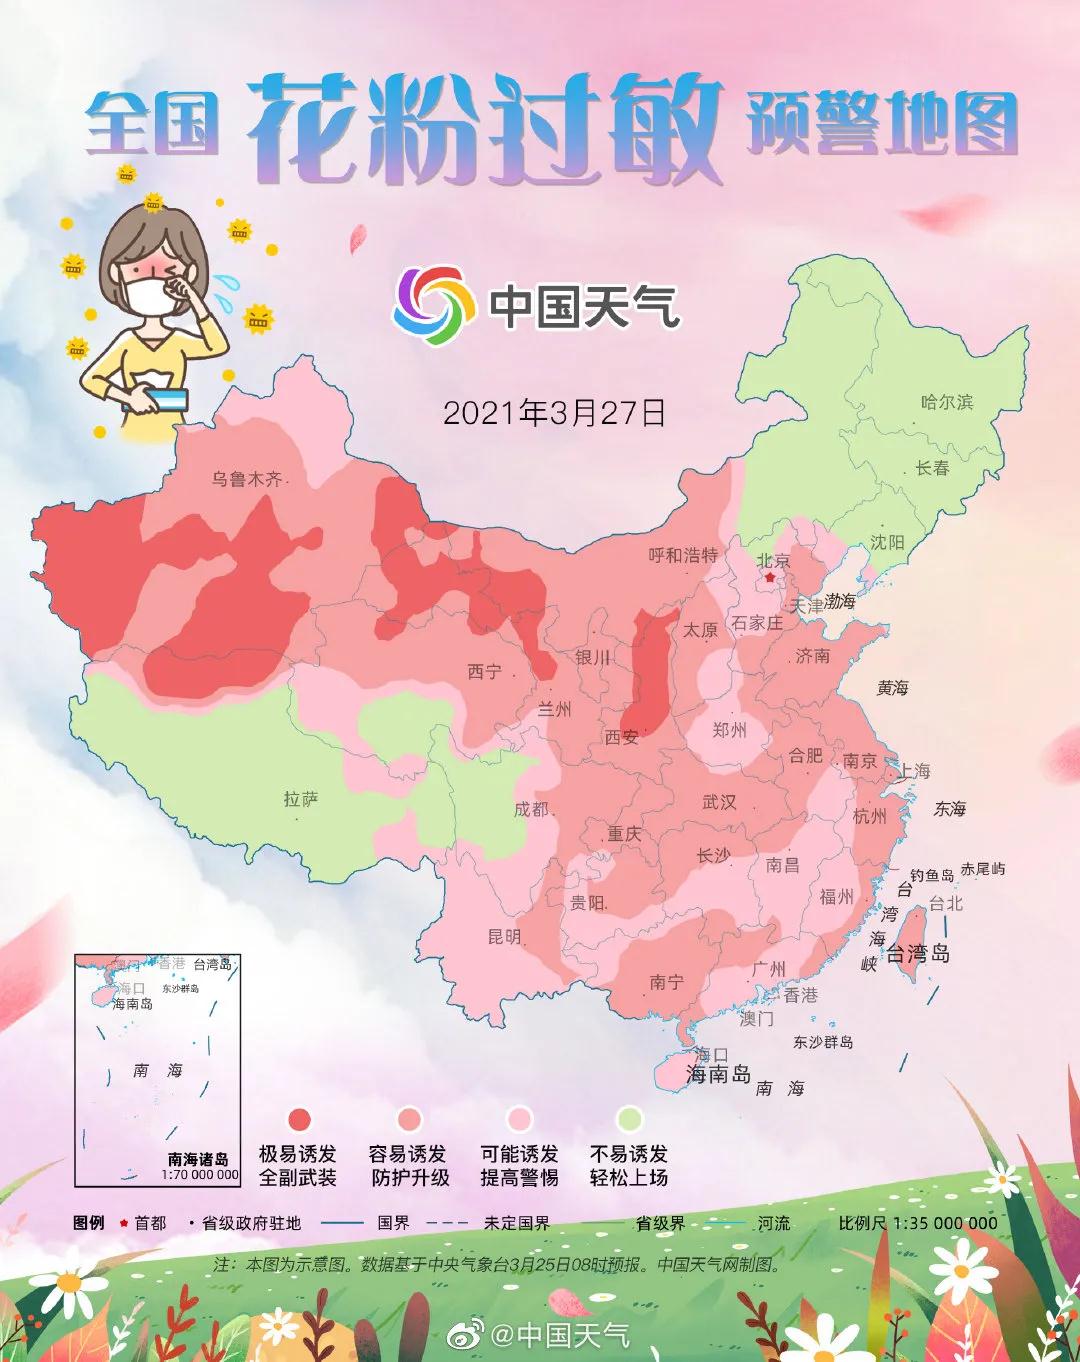 全国花粉过敏预警地图
中国天气
2021年3月27日
哈尔滨
长春
乌鲁木齐
沈阳
呼和浩特
北京
天津
渤海
石家庄
太原
银川
济南
西宁
黄海
兰州
郑州
西安
合肥
南京
上海
拉萨
成都
武汉
杭州
东海
重庆
长沙
南昌
钓鱼岛
赤尾屿
贵阳
福州
台北
台湾海峡
昆明
台湾岛
南宁
广州
香港
澳门
东沙群岛
海口
海南岛
南海
澳门
香港
台湾岛
海口
东沙群岛
海南岛
南海
南海诸岛
1:70 000 000
极易诱发 容易诱发 可能诱发 不易诱发
全副武装 防护升级 提高警惕 轻松上场
图例 首都 省级政府驻地 国界 未定国界 省级界 河流 比例尺 1:35 000 000
注：本图为示意图。数据基于中央气象台3月25日08时预报。中国天气网制图。
@中国天气